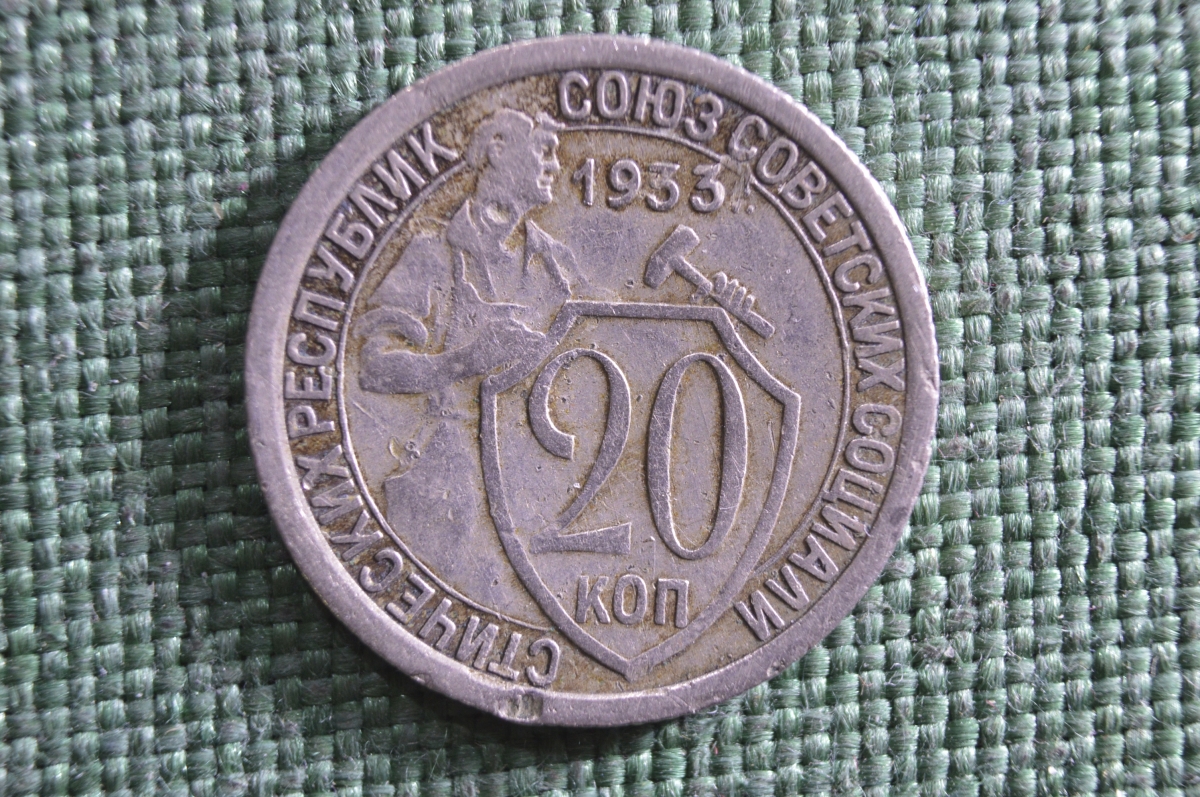 СОЮЗ СОВЕТСКИХ СОЦИАЛИСТИЧЕСКИХ РЕСПУБЛИК
1933 г.
20
КОП